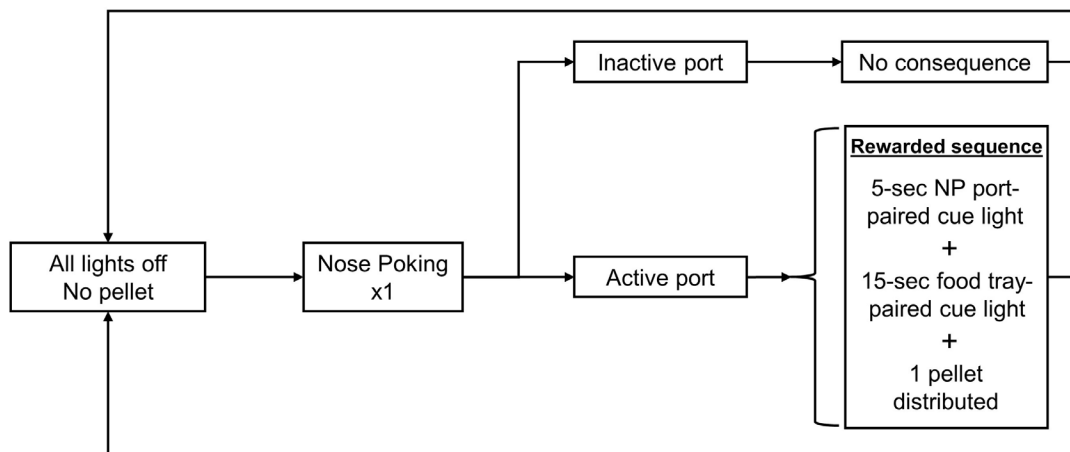 Inactive port
No consequence
Rewarded sequence
5-sec NP port-
paired cue light
+
15-sec food tray-
paired cue light
+
1 pellet
distributed
All lights off
No pellet
Nose Poking
x1
Active port